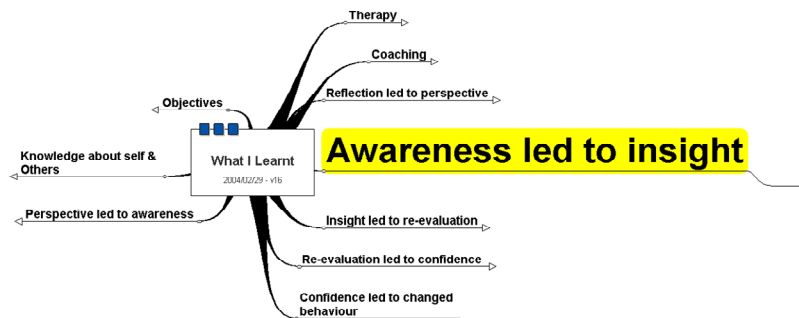 Therapy
Coaching
Reflection led to perspective
Objectives
Awareness led to insight
Knowledge about self &
Others
What I Learnt
2004/02/29 - v16
Perspective led to awareness
Insight led to re-evaluation
Re-evaluation led to confidence
Confidence led to changed
behaviour